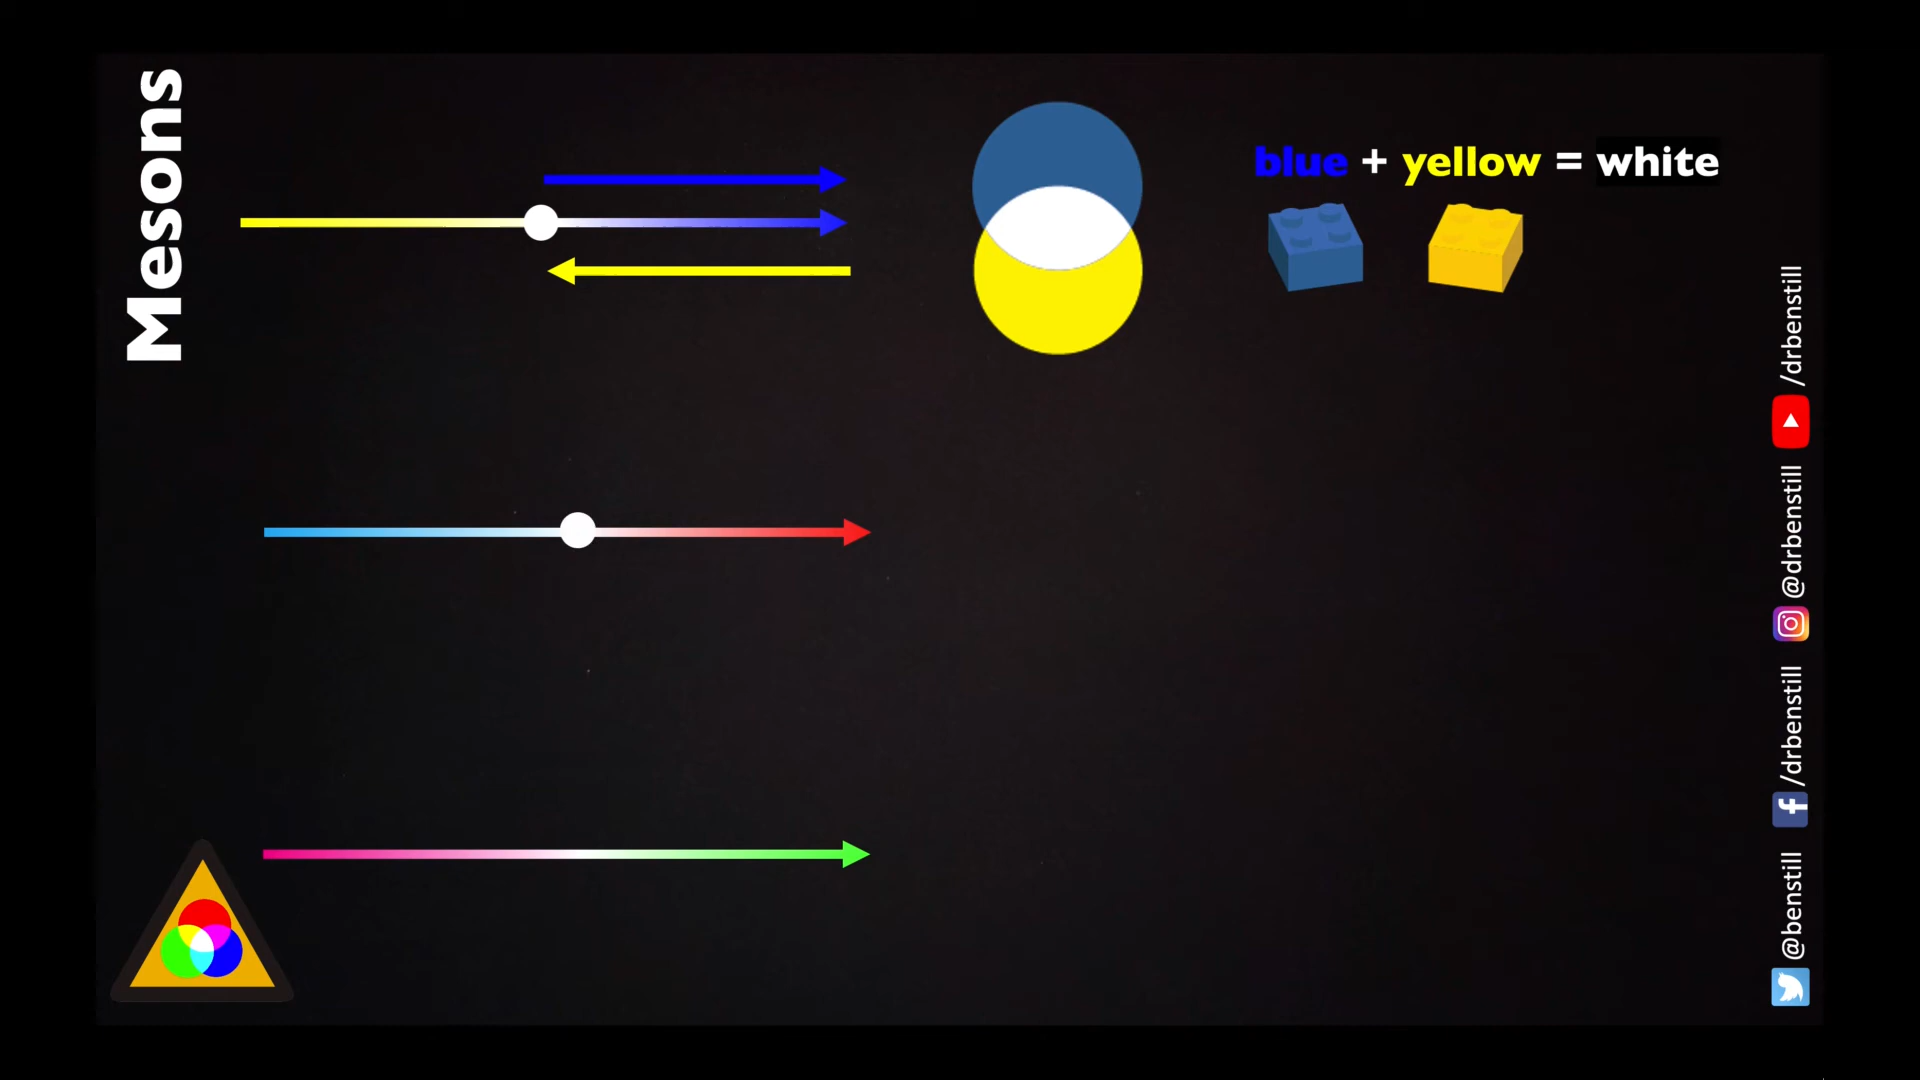 Mesons
blue + yellow = white
/drbenstill
@drbenstill
/drbenstill
@benstill